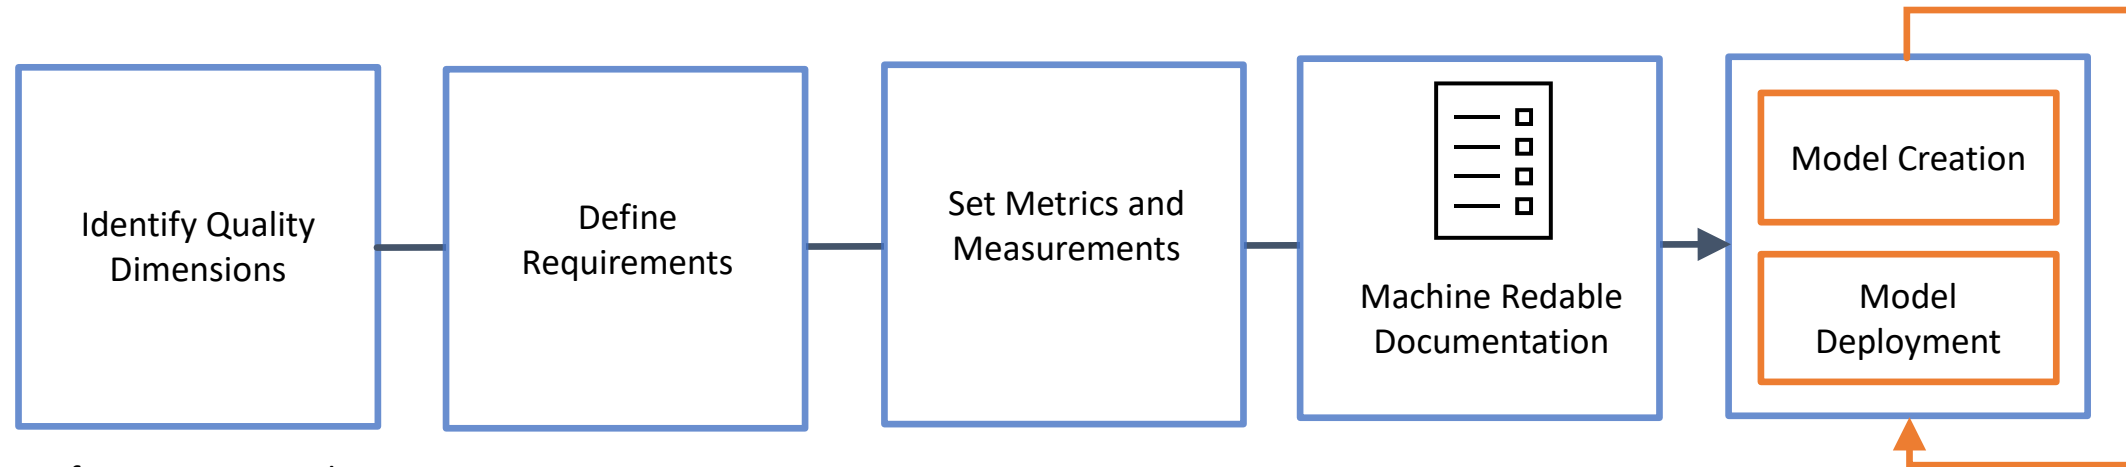 Identify Quality
Dimensions
Define
Requirements
Set Metrics and
Measurements
Machine Redable
Documentation
Model Creation
Model
Deployment